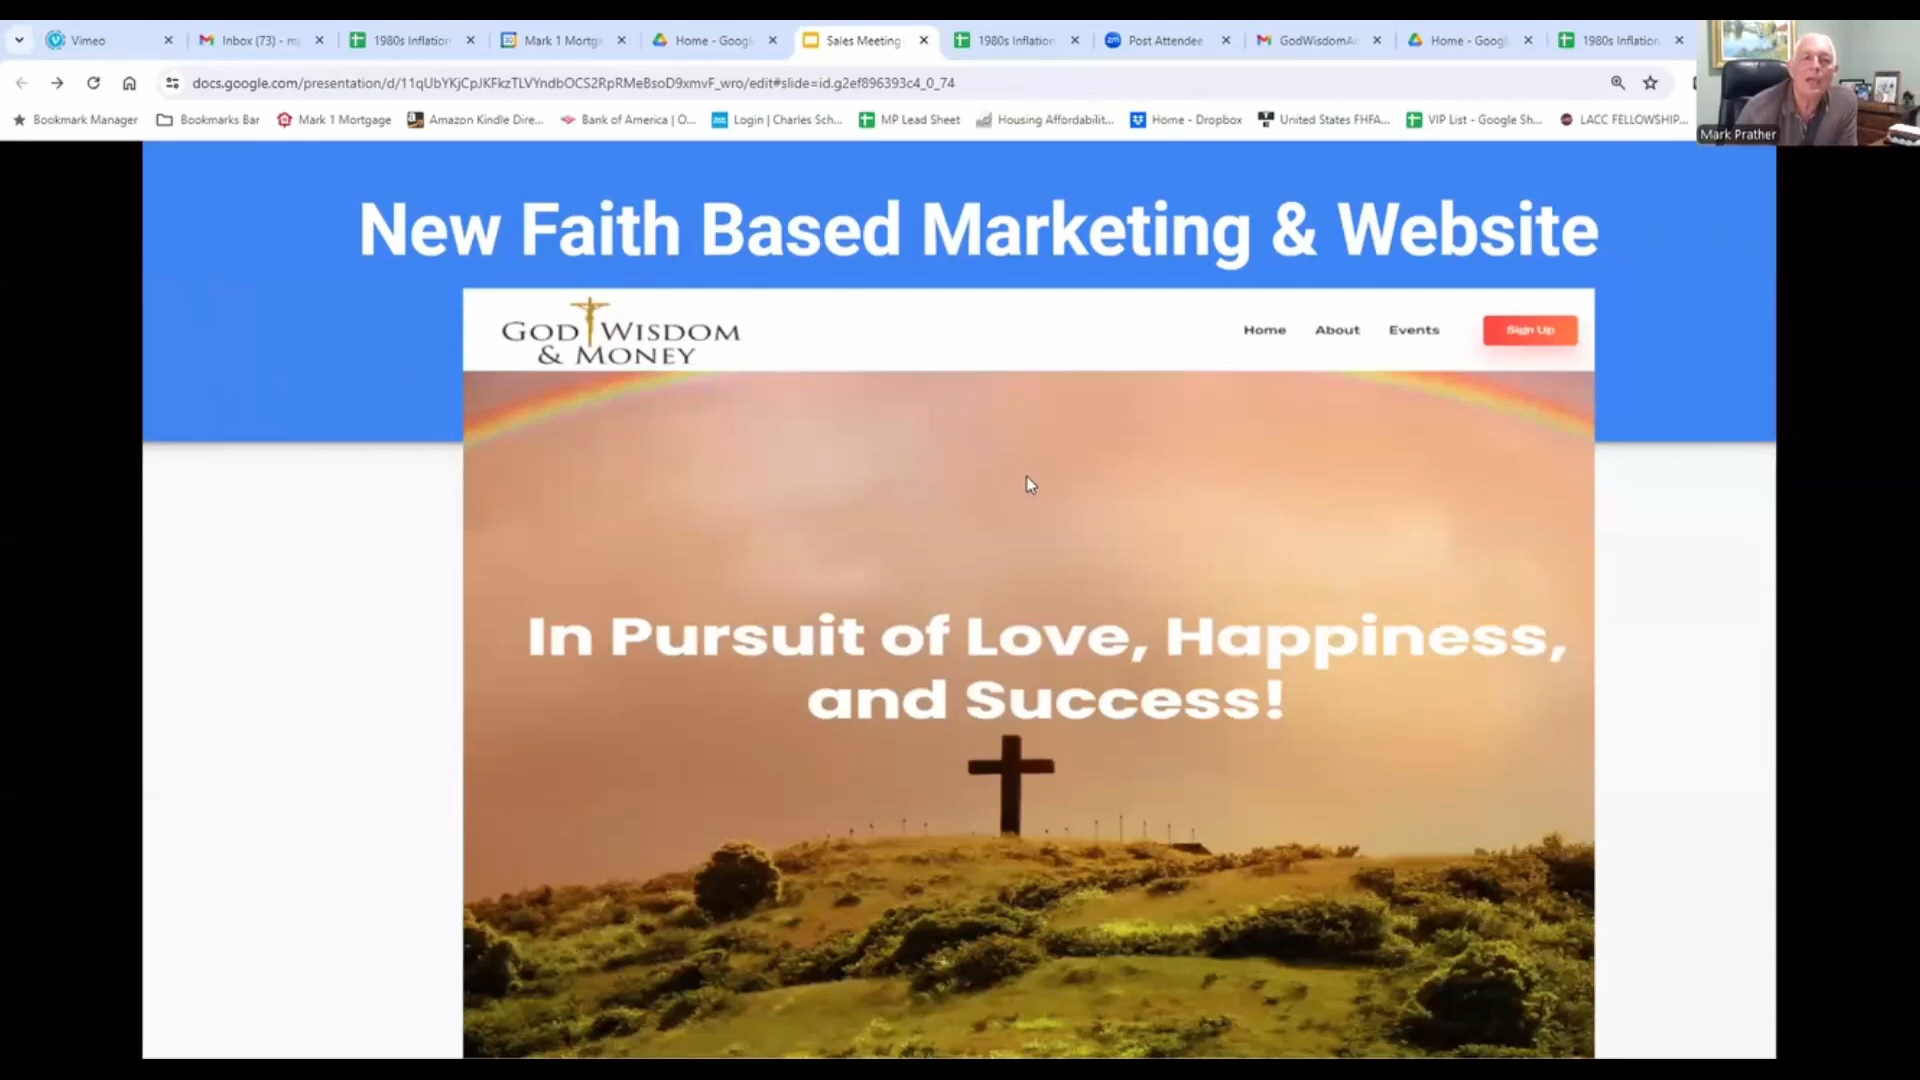 Vimeo
Inbox (73) - m
1980s Inflation
Mark 1 Mortg
Home - Googl
Sales Meeting
1980s Inflation
Post Attendee
GodWisdomA
Home - Googl
1980s Inflation
docs.google.com/presentation/d/11qUbYKjCpJKFkzTLVYndbOCS2RpRMeBsoD9xmvF_wro/edit#slide=id.g2ef896393c4_0_74
Bookmark Manager
Bookmarks Bar
Mark 1 Mortgage
Amazon Kindle Dire...
Bank of America | O...
Login | Charles Sch...
MP Lead Sheet
Housing Affordabilit...
Home - Dropbox
United States FHFA...
VIP List - Google Sh...
LACC FELLOWSHIP...
Mark Prather
New Faith Based Marketing & Website
GOD WISDOM
& MONEY
Home About Events Sign Up
In Pursuit of Love, Happiness,
and Success!